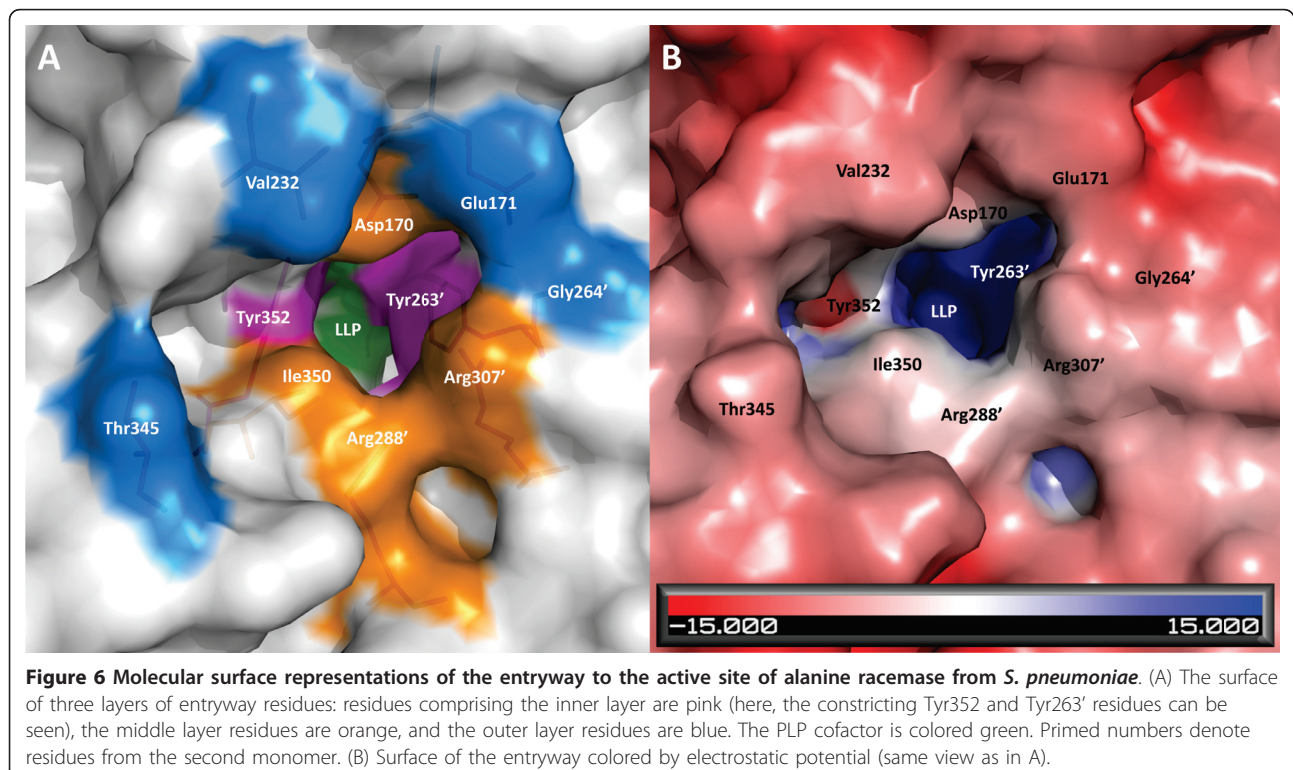 A
Val232
Glu171
Asp170
Gly264’
Tyr263’
Tyr352
LLP
Ile350
Arg307’
Thr345
Arg288’
B
Val232
Glu171
Asp170
Tyr263’
Gly264’
Tyr352
LLP
Ile350
Arg307’
Thr345
Arg288’
−15.000 15.000
Figure 6 Molecular surface representations of the entryway to the active site of alanine racemase from S. pneumoniae. (A) The surface
of three layers of entryway residues: residues comprising the inner layer are pink (here, the constricting Tyr352 and Tyr263’ residues can be
seen), the middle layer residues are orange, and the outer layer residues are blue. The PLP cofactor is colored green. Primed numbers denote
residues from the second monomer. (B) Surface of the entryway colored by electrostatic potential (same view as in A).